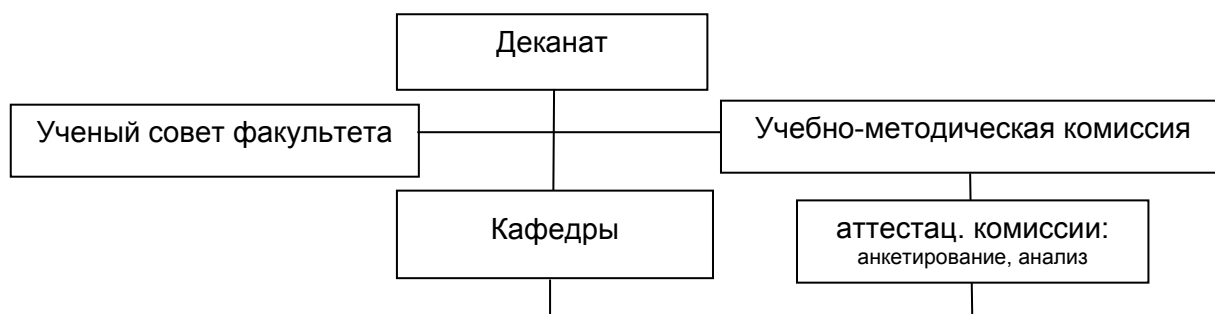 Деканат
Ученый совет факультета
Учебно-методическая комиссия
Кафедры
аттестац. комиссии:
анкетирование, анализ